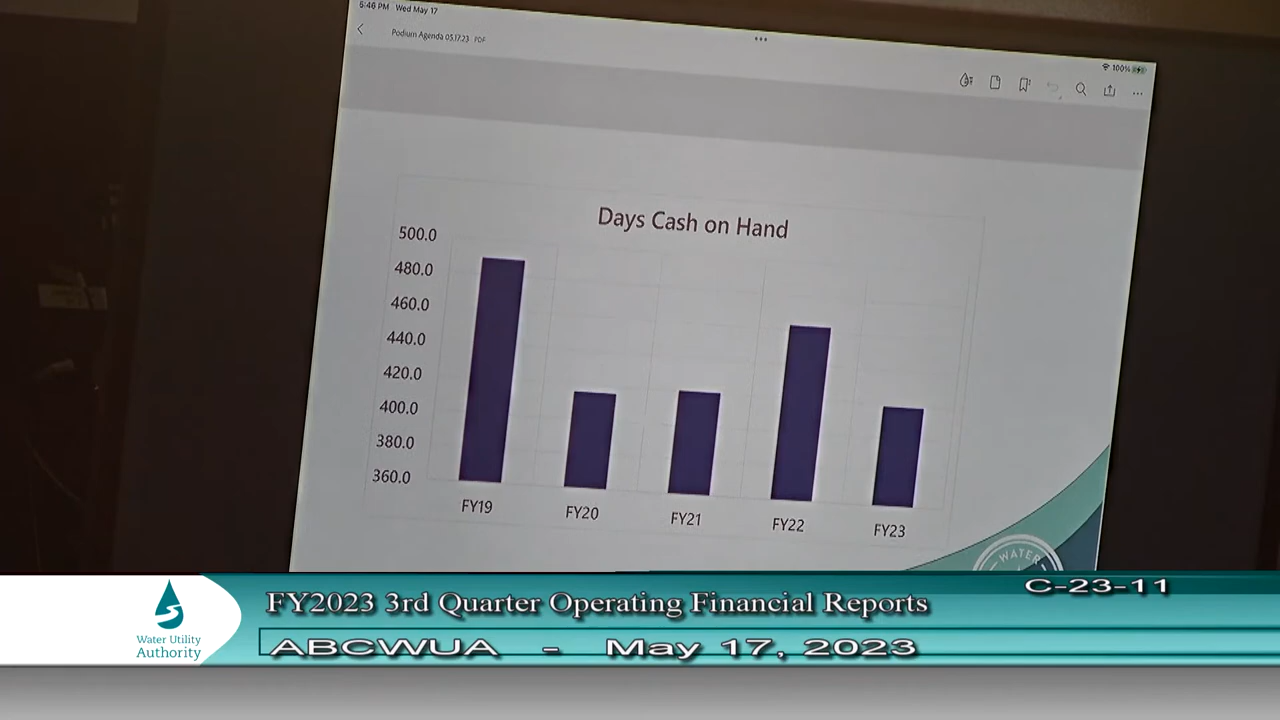 5:46 PM Wed May 17
100%
Podium Agenda 05.17.23 PDF
Days Cash on Hand
500.0
480.0
460.0
440.0
420.0
400.0
380.0
360.0
FY19 FY20 FY21 FY22 FY23
WATER
C-23-11
FY2023 3rd Quarter Operating Financial Reports
Water Utility
Authority
ABCWUA - May 17, 2023